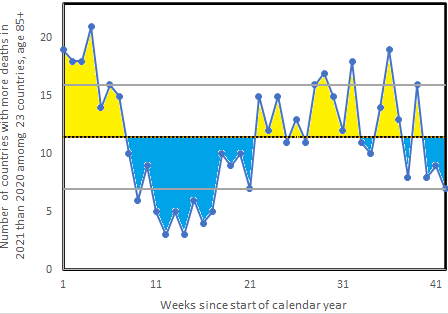 Number of countries with more deaths in
2021 than 2020 amomg 23 countries, age 85+
20
15
10
5
0
1 11 21 31 41
Weeks since start of calendar year